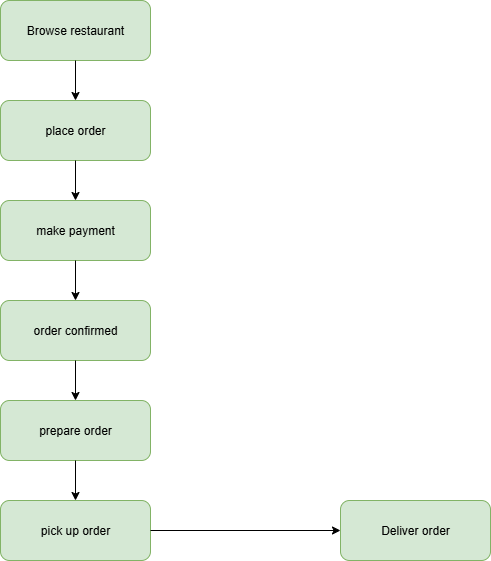 Browse restaurant
place order
make payment
order confirmed
prepare order
pick up order
Deliver order